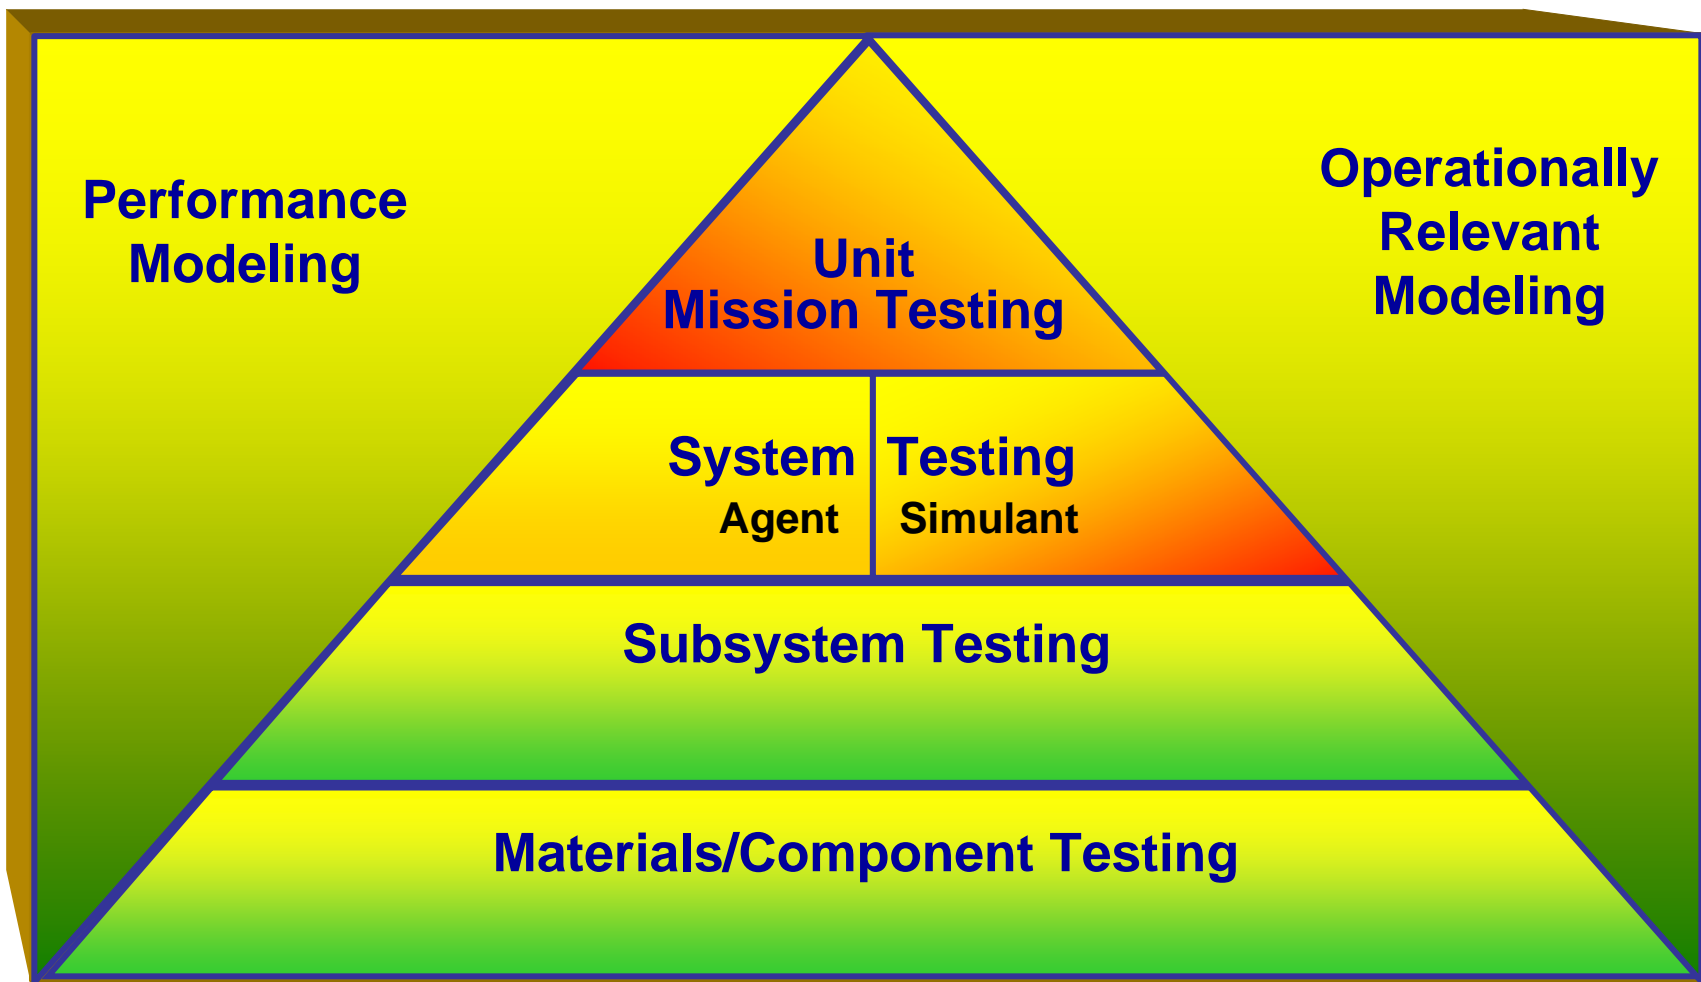 Performance
Modeling
Operationally
Relevant
Modeling
Unit
Mission Testing
System Testing
Agent Simulant
Subsystem Testing
Materials/Component Testing